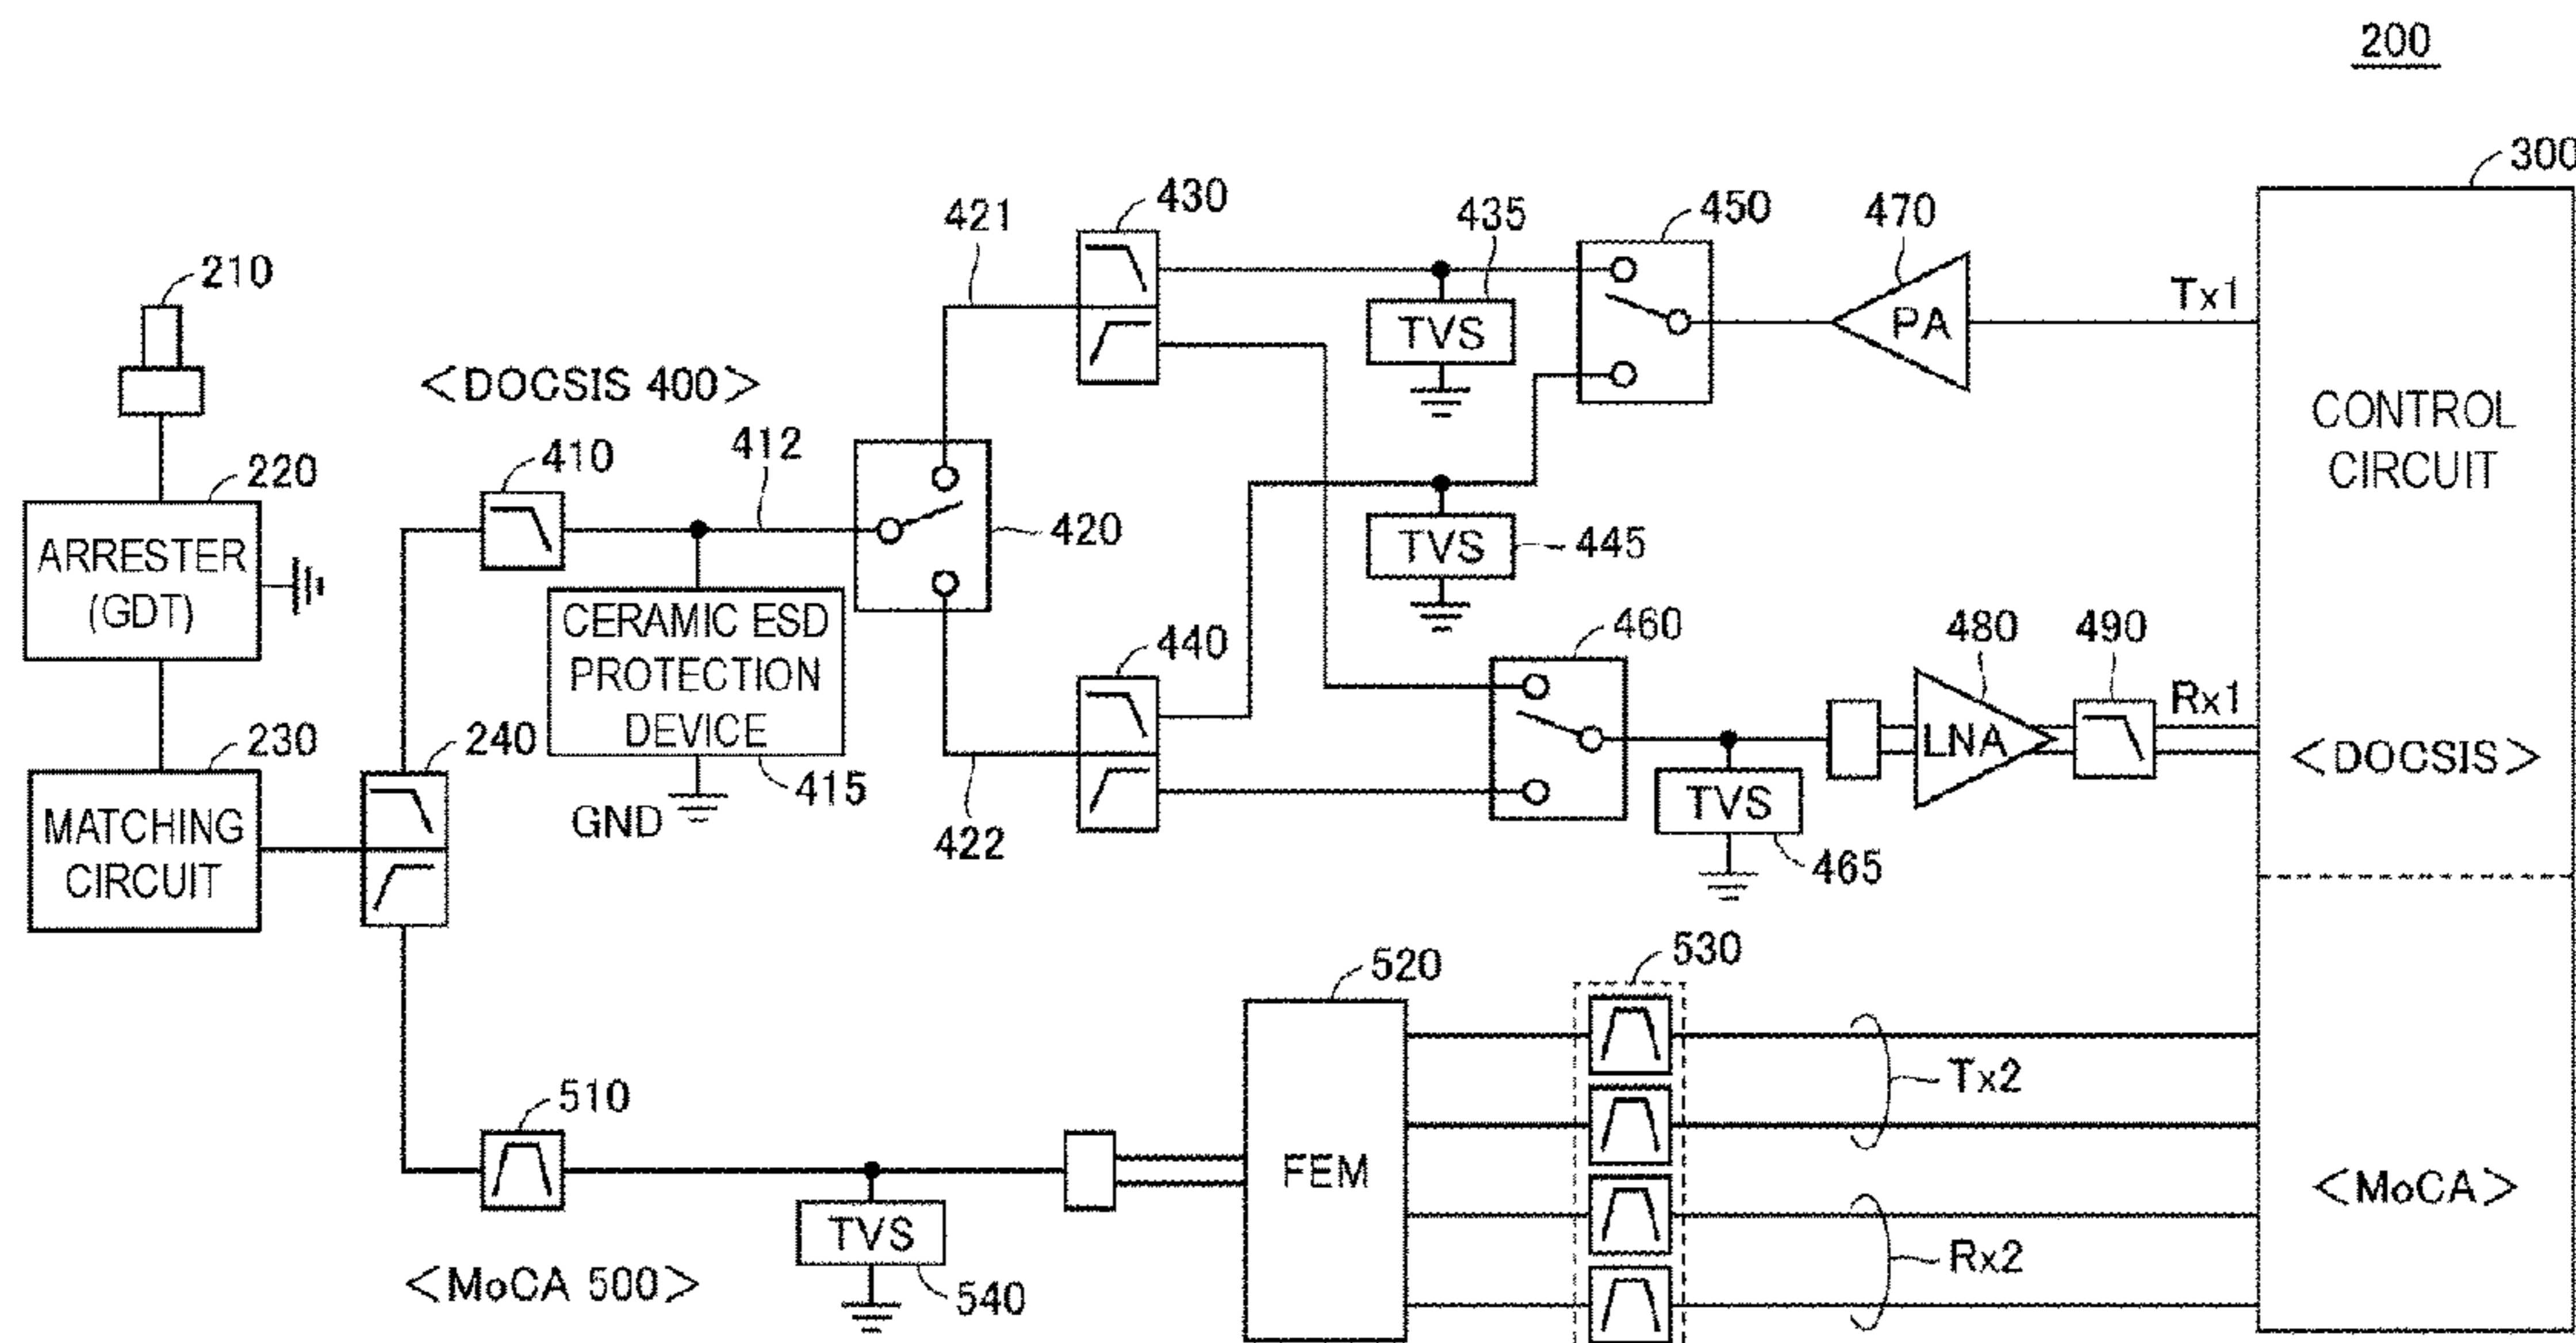 200
300
430
421
435
450
470
210
Tx1
PA
TVS
<DOCSIS 400>
CONTROL
CIRCUIT
410
412
220
ARRESTER
(GDT)
420
TVS
445
CERAMIC ESD
PROTECTION
DEVICE
415
GND
440
460
480
490
Rx1
LNA
<DOCSIS>
230
240
MATCHING
CIRCUIT
422
TVS
465
530
520
FEM
Tx2
510
<MoCA>
TVS
540
Rx2
<MoCA 500>